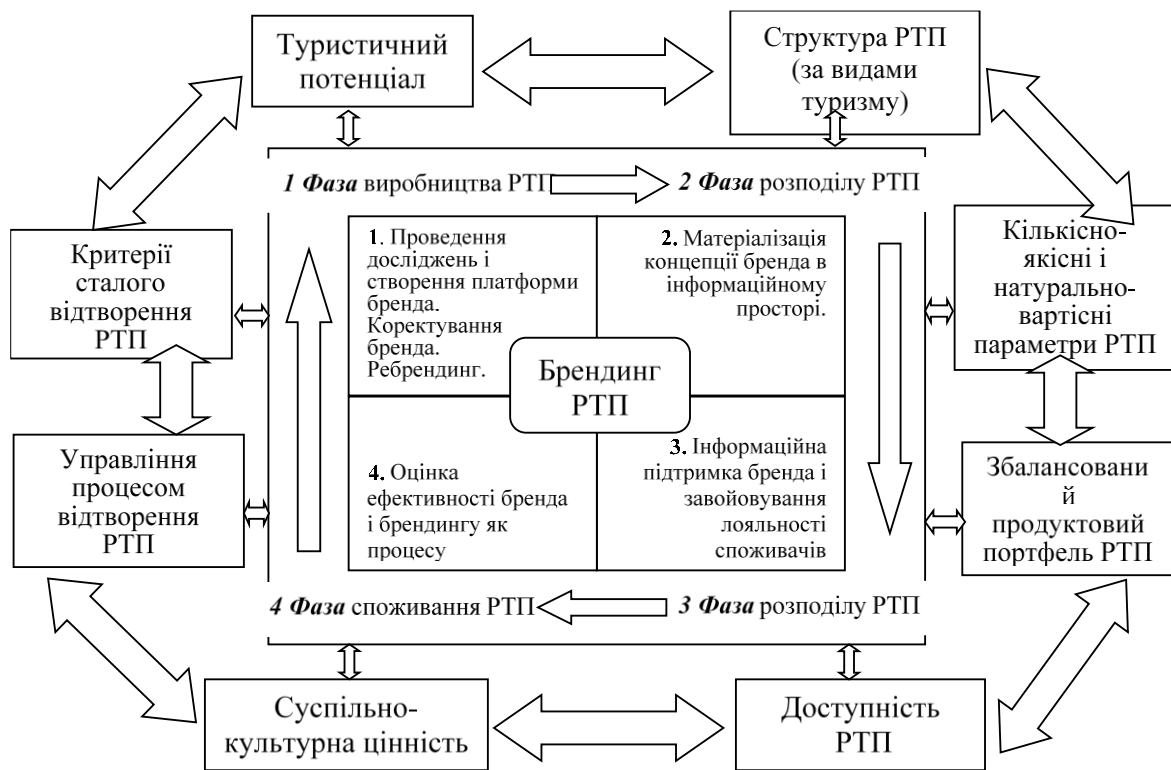 Туристичний
потенціал
Структура РТП
(за видами
туризму)
1 Фаза виробництва РТП
2 Фаза розподілу РТП
Критерії
сталого
відтворення
РТП
1. Проведення
досліджень і
створення платформи
бренда.
Коректування
бренда.
Ребрендинг.
2. Матеріалізація
концепції бренда в
інформаційному
просторі.
Кількісно-
якісні і
натурально-
вартісні
параметри РТП
Брендинг
РТП
Управління
процесом
відтворення
РТП
4. Оцінка
ефективності бренда
і брендингу як
процесу
3. Інформаційна
підтримка бренда і
завойовування
лояльності
споживачів
Збалансовани
й
продуктовий
портфель РТП
4 Фаза споживання РТП
3 Фаза розподілу РТП
Суспільно-
культурна цінність
Доступність
РТП